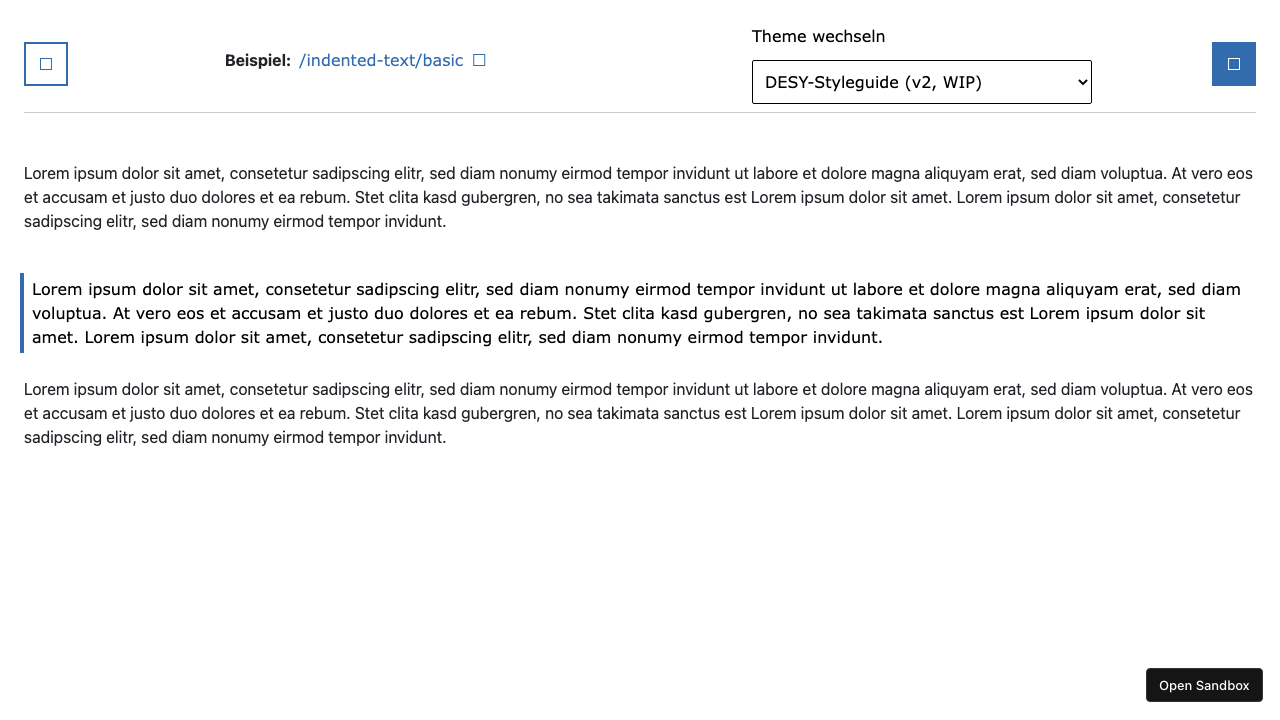 Theme wechseln
Beispiel: /indented-text/basic
DESY-Styleguide (v2, WIP)
Lorem ipsum dolor sit amet, consetetur sadipscing elitr, sed diam nonumy eirmod tempor invidunt ut labore et dolore magna aliquyam erat, sed diam voluptua. At vero eos
et accusam et justo duo dolores et ea rebum. Stet clita kasd gubergren, no sea takimata sanctus est Lorem ipsum dolor sit amet. Lorem ipsum dolor sit amet, consetetur
sadipscing elitr, sed diam nonumy eirmod tempor invidunt.
Lorem ipsum dolor sit amet, consetetur sadipscing elitr, sed diam nonumy eirmod tempor invidunt ut labore et dolore magna aliquyam erat, sed diam
voluptua. At vero eos et accusam et justo duo dolores et ea rebum. Stet clita kasd gubergren, no sea takimata sanctus est Lorem ipsum dolor sit
amet. Lorem ipsum dolor sit amet, consetetur sadipscing elitr, sed diam nonumy eirmod tempor invidunt.
Lorem ipsum dolor sit amet, consetetur sadipscing elitr, sed diam nonumy eirmod tempor invidunt ut labore et dolore magna aliquyam erat, sed diam voluptua. At vero eos
et accusam et justo duo dolores et ea rebum. Stet clita kasd gubergren, no sea takimata sanctus est Lorem ipsum dolor sit amet. Lorem ipsum dolor sit amet, consetetur
sadipscing elitr, sed diam nonumy eirmod tempor invidunt.
Open Sandbox